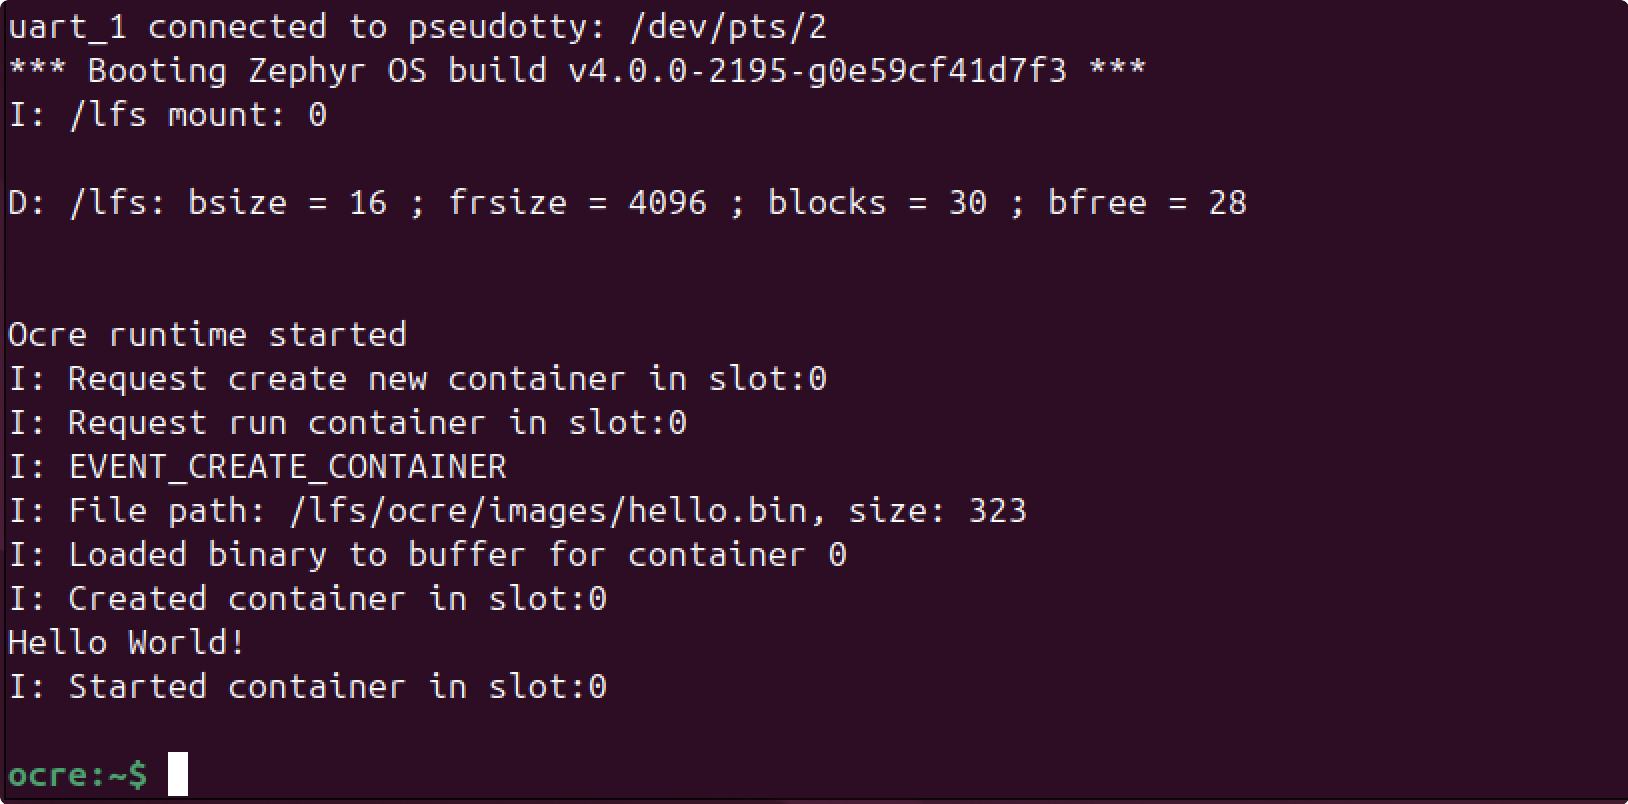 uart_1 connected to pseudotty: /dev/pts/2
*** Booting Zephyr OS build v4.0.0-2195-g0e59cf41d7f3 ***
I: /lfs mount: 0
D: /lfs: bsize = 16 ; frsize = 4096 ; blocks = 30 ; bfree = 28
Ocre runtime started
I: Request create new container in slot:0
I: Request run container in slot:0
I: EVENT_CREATE_CONTAINER
I: File path: /lfs/ocre/images/hello.bin, size: 323
I: Loaded binary to buffer for container 0
I: Created container in slot:0
Hello World!
I: Started container in slot:0
ocre:~$